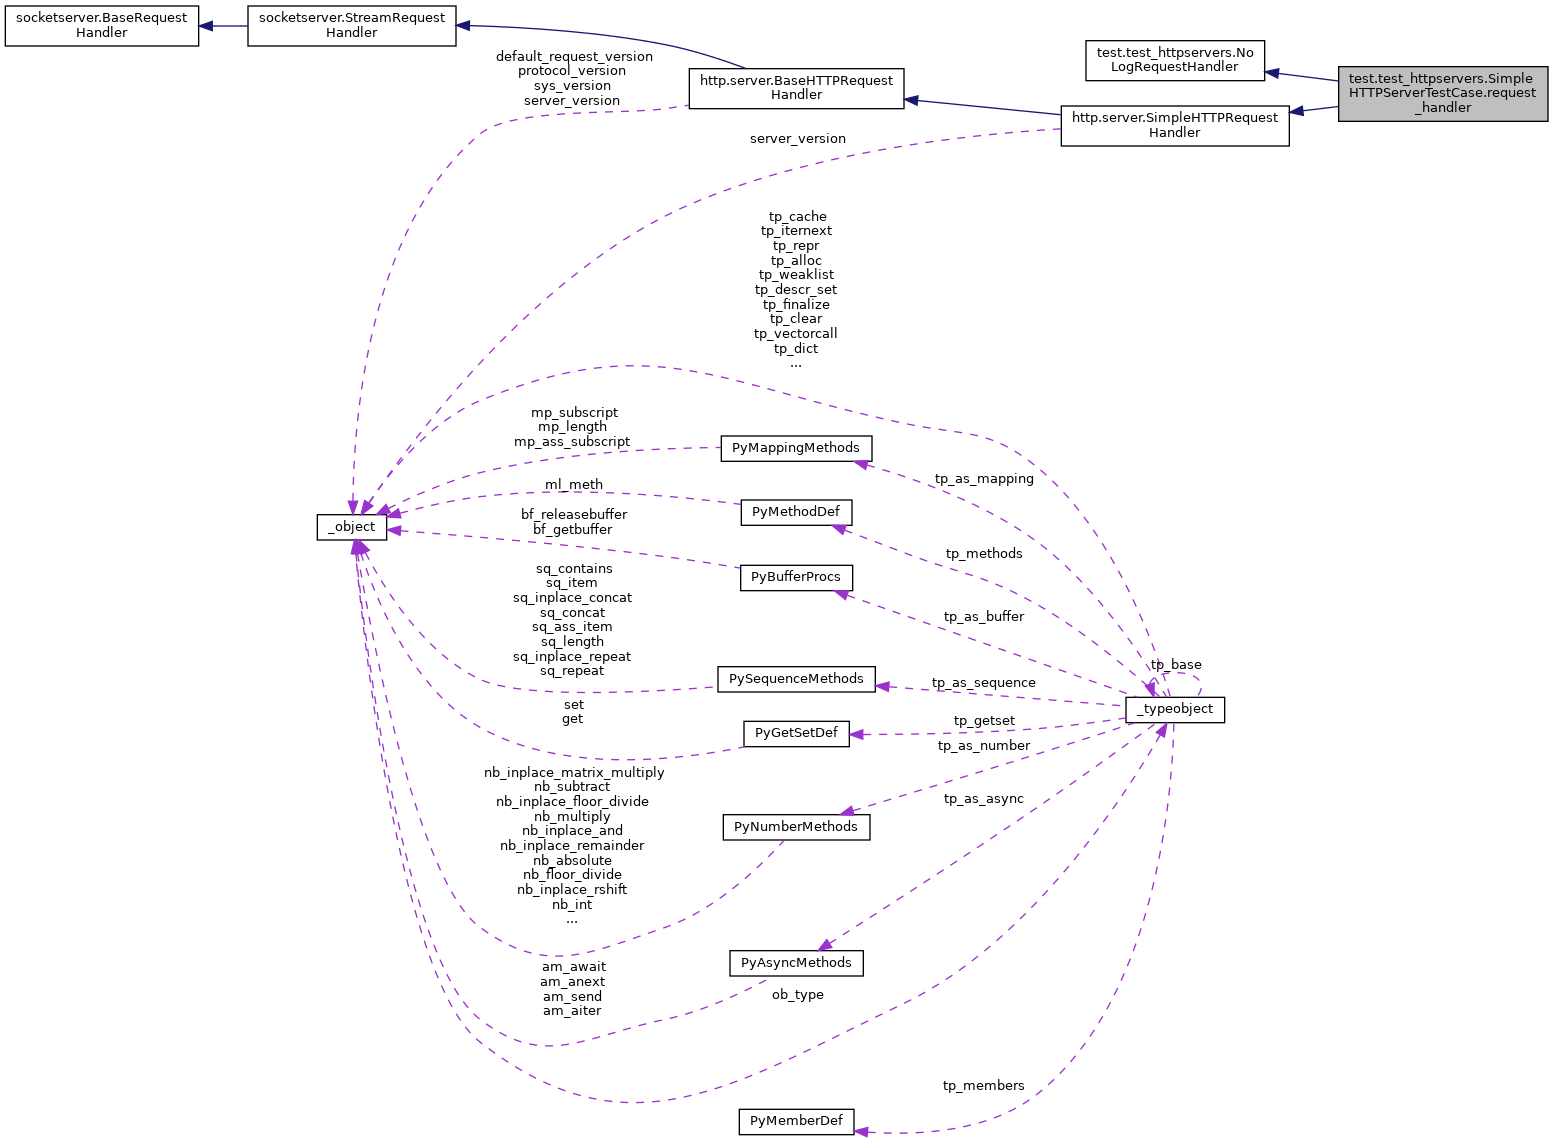 socketserver.BaseRequest
Handler
socketserver.StreamRequest
Handler
default_request_version
protocol_version
sys_version
server_version
http.server.BaseHTTPRequest
Handler
test.test_httpservers.No
LogRequestHandler
test.test_httpservers.Simple
HTTPServerTestCase.request
_handler
http.server.SimpleHTTPRequest
Handler
server_version
tp_cache
tp_iternext
tp_repr
tp_alloc
tp_weaklist
tp_descr_set
tp_finalize
tp_clear
tp_vectorcall
tp_dict
...
mp_subscript
mp_length
mp_ass_subscript
PyMappingMethods
tp_as_mapping
ml_meth
PyMethodDef
_object
bf_releasebuffer
bf_getbuffer
tp_methods
PyBufferProcs
sq_contains
sq_item
sq_inplace_concat
sq_concat
sq_ass_item
sq_length
sq_inplace_repeat
sq_repeat
tp_as_buffer
PySequenceMethods
tp_as_sequence
tp_base
_typeobject
set
get
PyGetSetDef
tp_getset
tp_as_number
nb_inplace_matrix_multiply
nb_subtract
nb_inplace_floor_divide
nb_multiply
nb_inplace_and
nb_inplace_remainder
nb_absolute
nb_floor_divide
nb_inplace_rshift
nb_int
...
PyNumberMethods
tp_as_async
am_await
am_anext
am_send
am_aiter
PyAsyncMethods
ob_type
tp_members
PyMemberDef